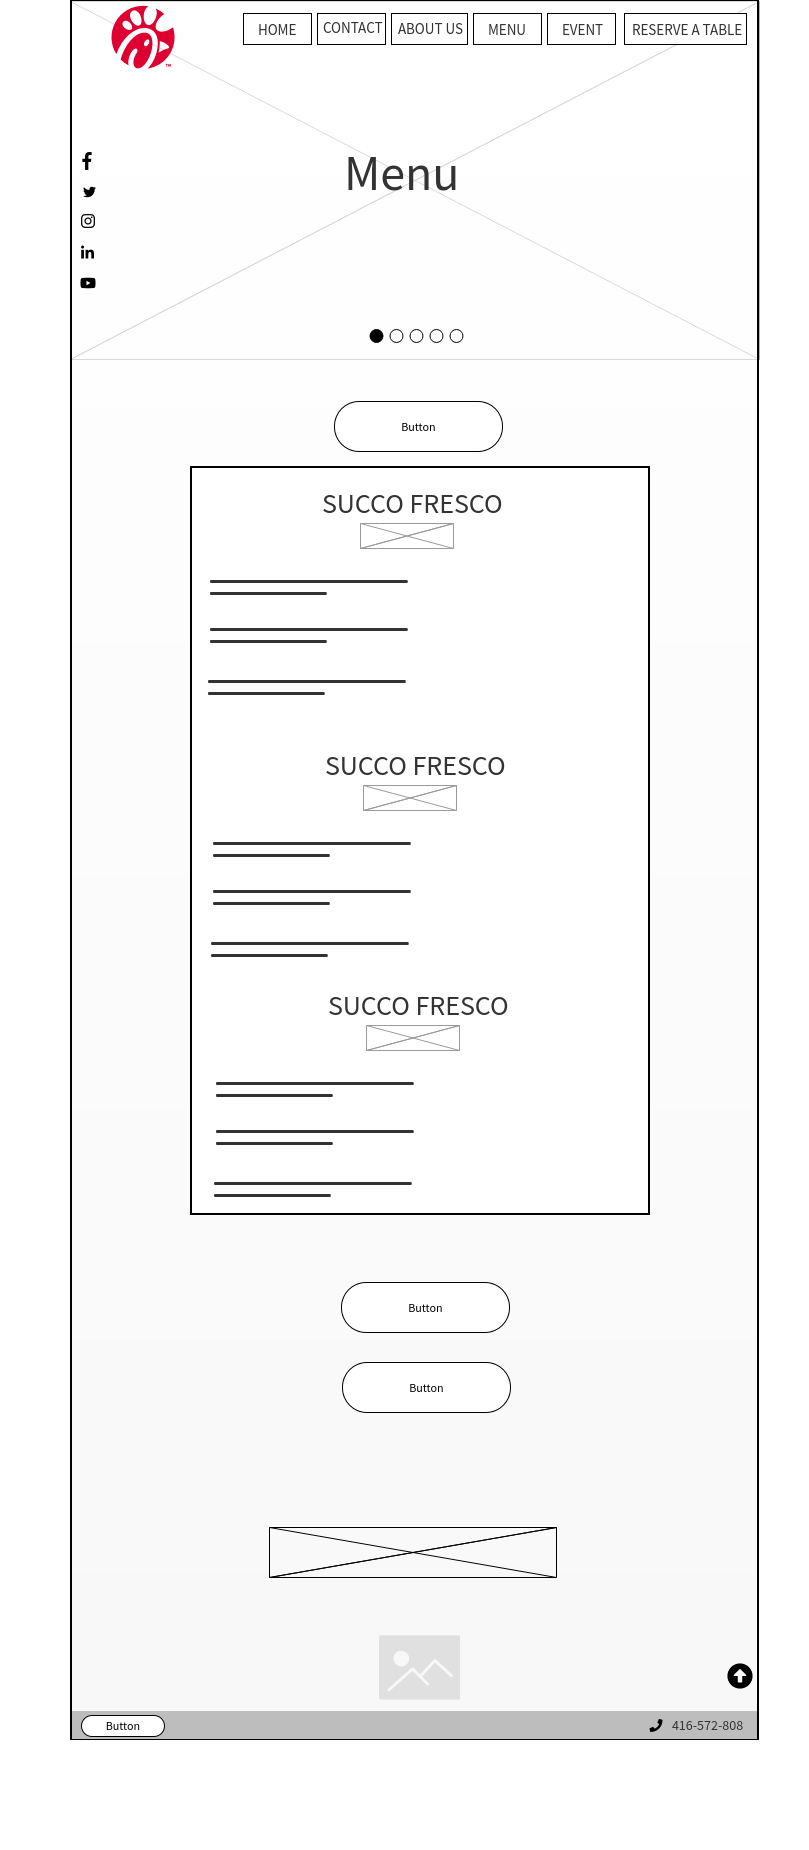 HOME
CONTACT
ABOUT US
MENU
EVENT
RESERVE A TABLE
Menu
Button
SUCCO FRESCO
SUCCO FRESCO
SUCCO FRESCO
Button
Button
Button
416-572-808